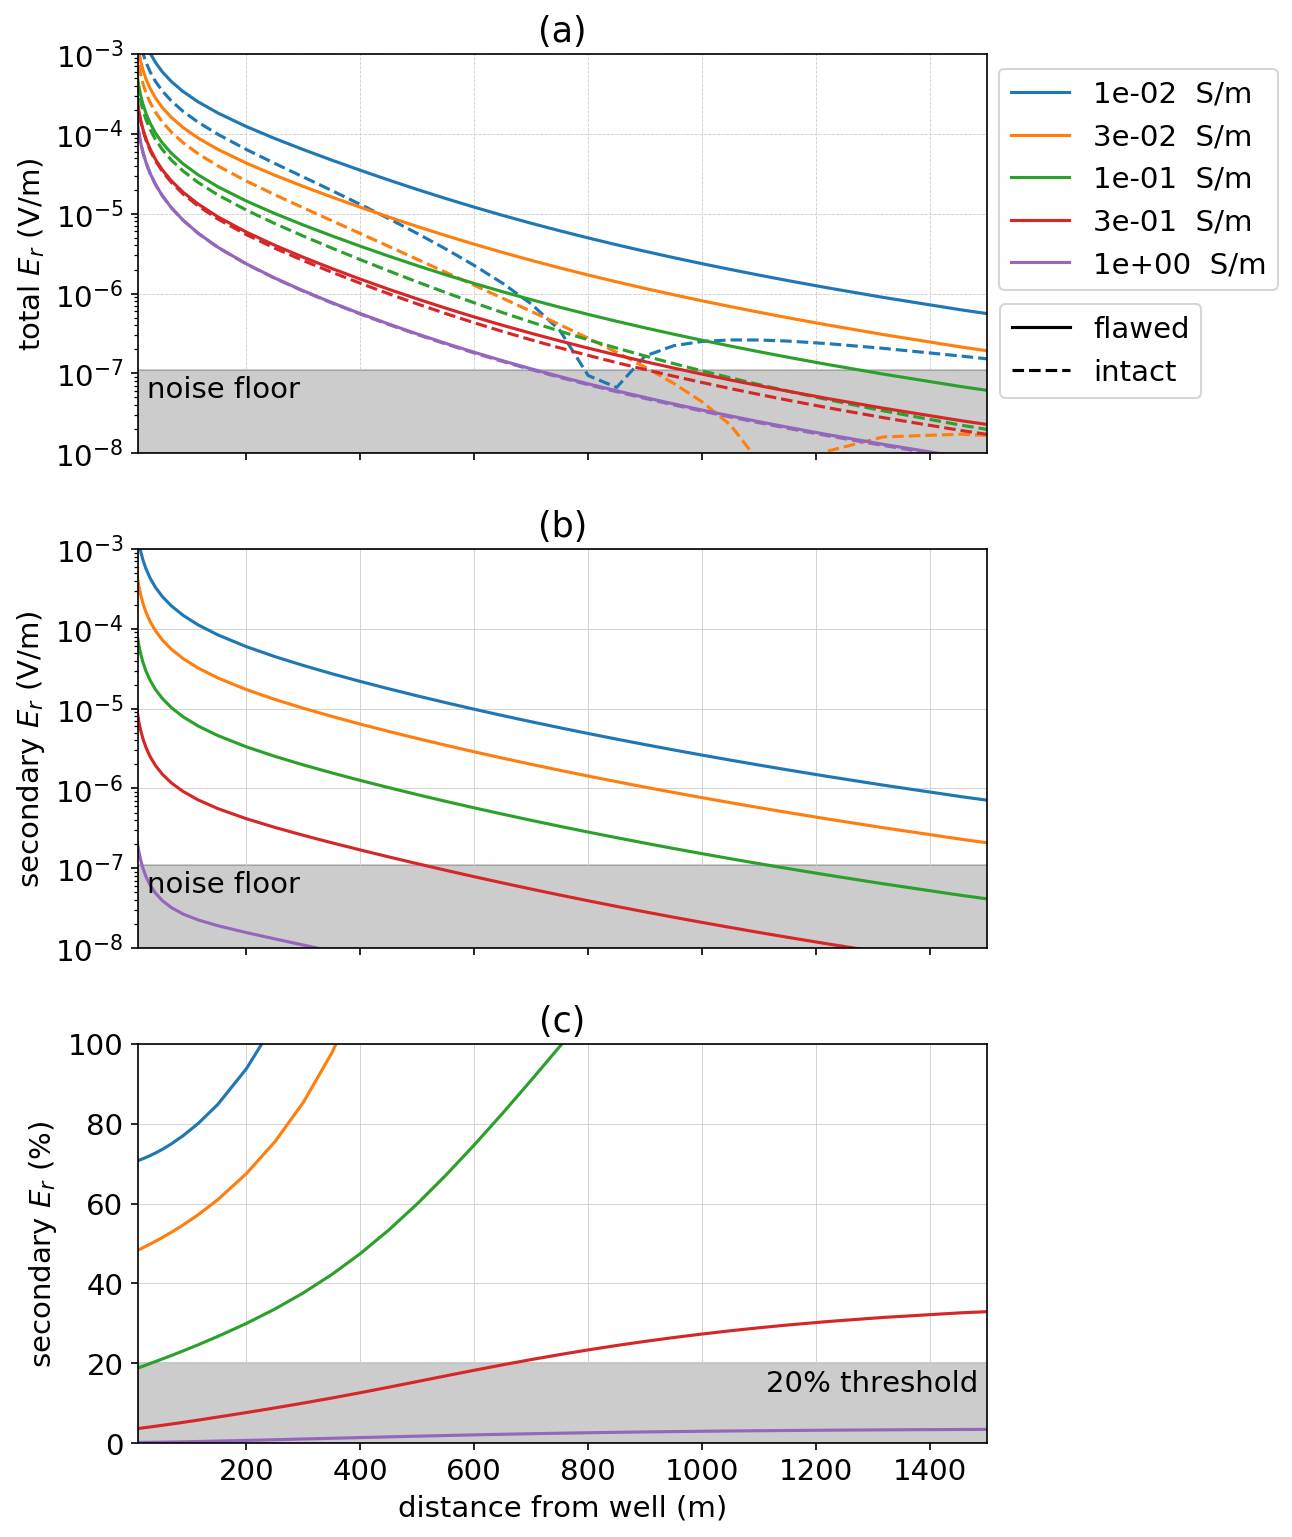 (a)
10⁻³
10⁻⁴
10⁻⁵
10⁻⁶
10⁻⁷
10⁻⁸
total Eᵣ (V/m)
noise floor
1e-02 S/m
3e-02 S/m
1e-01 S/m
3e-01 S/m
1e+00 S/m
flawed
intact
(b)
10⁻³
10⁻⁴
10⁻⁵
10⁻⁶
10⁻⁷
10⁻⁸
secondary Eᵣ (V/m)
noise floor
(c)
100
80
60
40
20
0
secondary Eᵣ (%)
20% threshold
200 400 600 800 1000 1200 1400
distance from well (m)